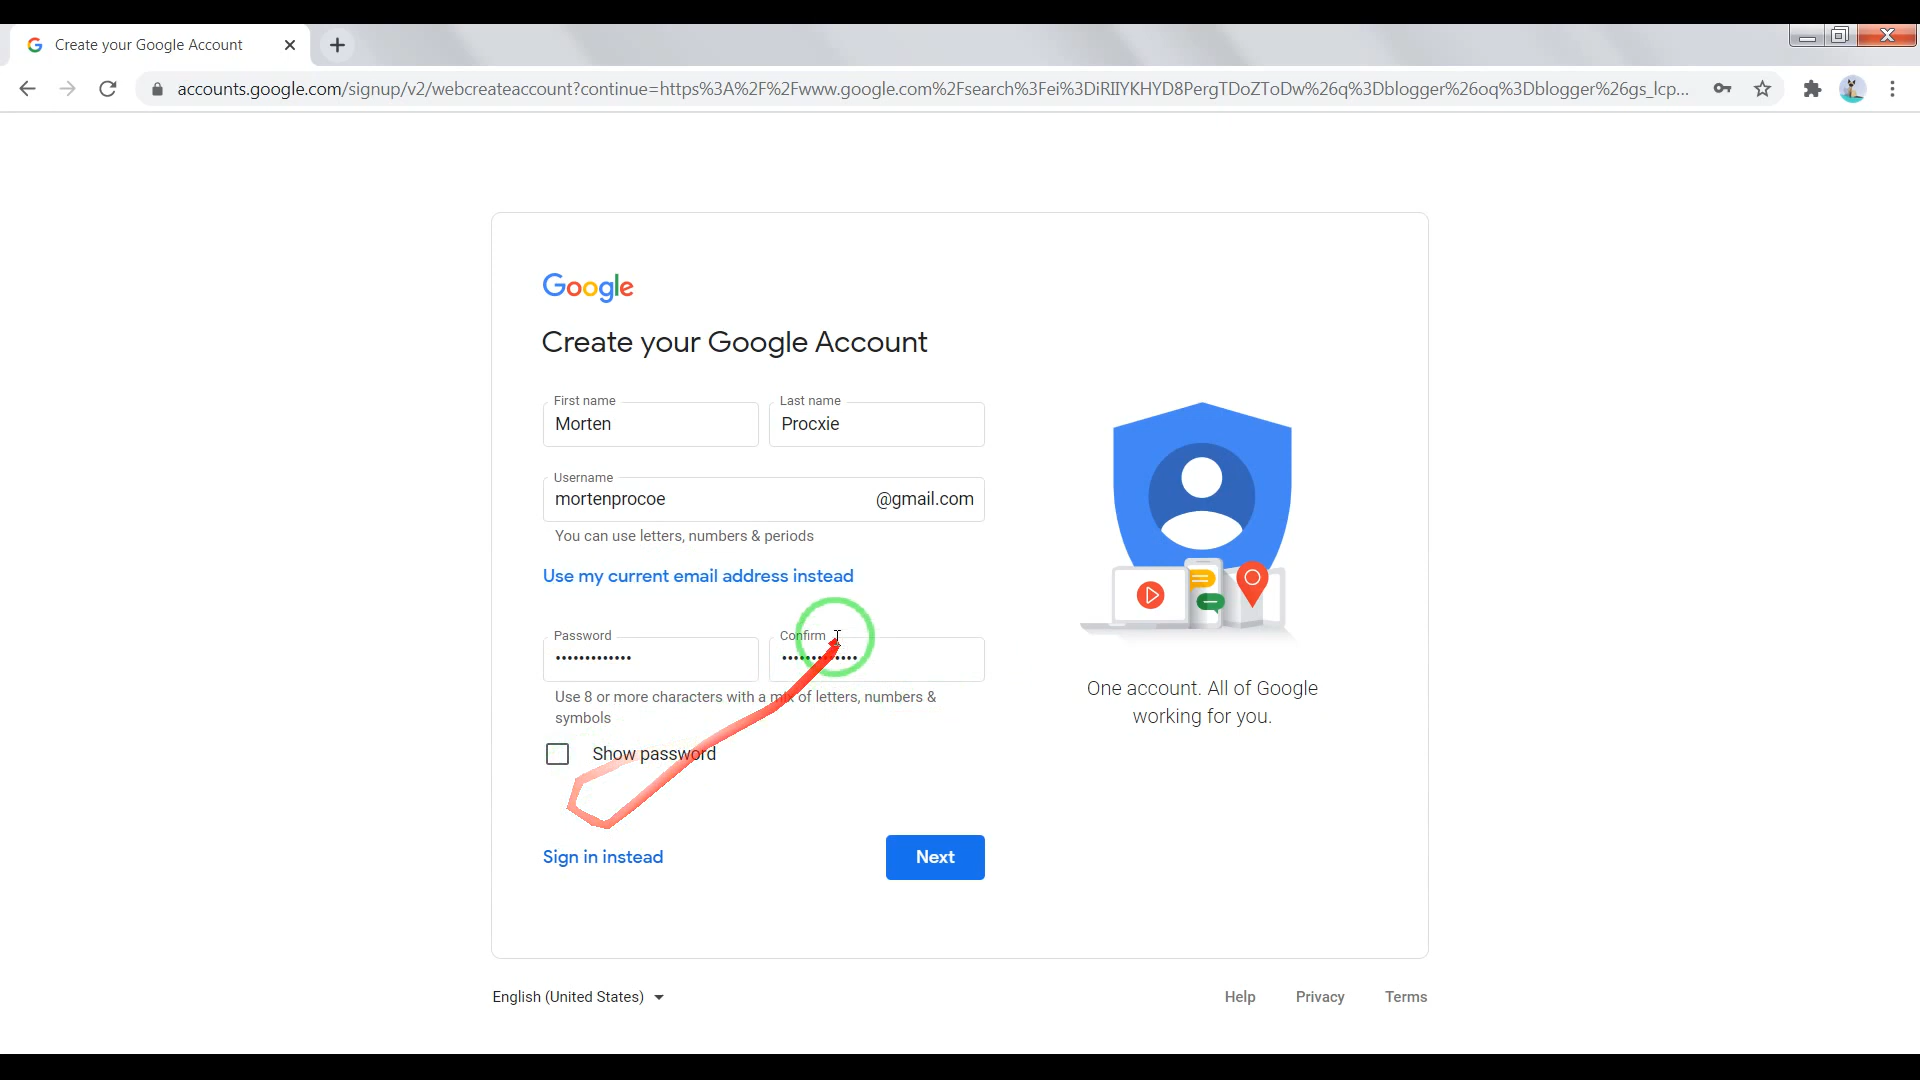 Create your Google Account
accounts.google.com/signup/v2/webcreateaccount?continue=https%3A%2F%2Fwww.google.com%2Fsearch%3Fei%3DiRIIYKHYD8PergTDoZToDw%26q%3Dblogger%26oq%3Dblogger%26gs_lcp...
Google
Create your Google Account
First name
Last name
Morten
Procxie
Username
mortenprocoe
@gmail.com
You can use letters, numbers & periods
Use my current email address instead
Password
Confirm
•••••••••••••
•••••••••••••
Use 8 or more characters with a mix of letters, numbers &
symbols
Show password
Sign in instead
Next
One account. All of Google
working for you.
English (United States)
Help
Privacy
Terms